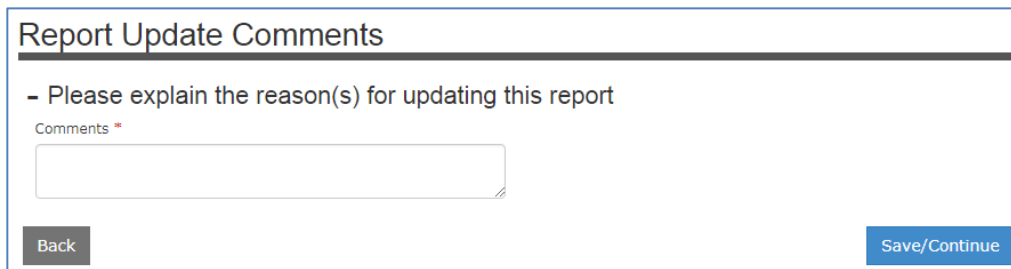 Report Update Comments
- Please explain the reason(s) for updating this report
Comments *
Back
Save/Continue